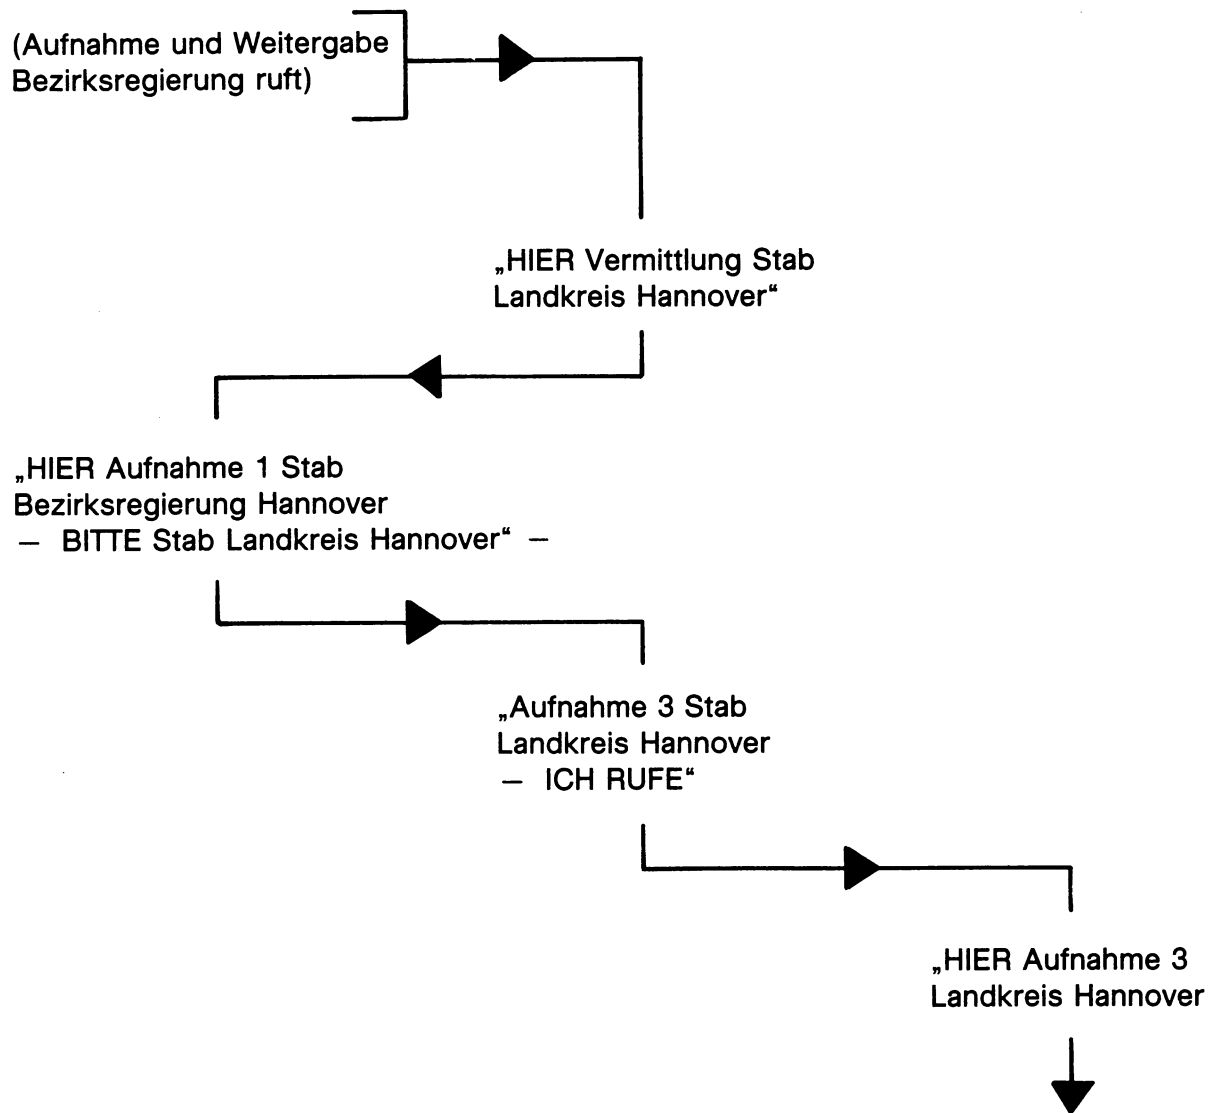 (Aufnahme und Weitergabe
Bezirksregierung ruft)
„HIER Vermittlung Stab
Landkreis Hannover“
„HIER Aufnahme 1 Stab
Bezirksregierung Hannover
— BITTE Stab Landkreis Hannover“ —
„Aufnahme 3 Stab
Landkreis Hannover
— ICH RUFE“
„HIER Aufnahme 3
Landkreis Hannover